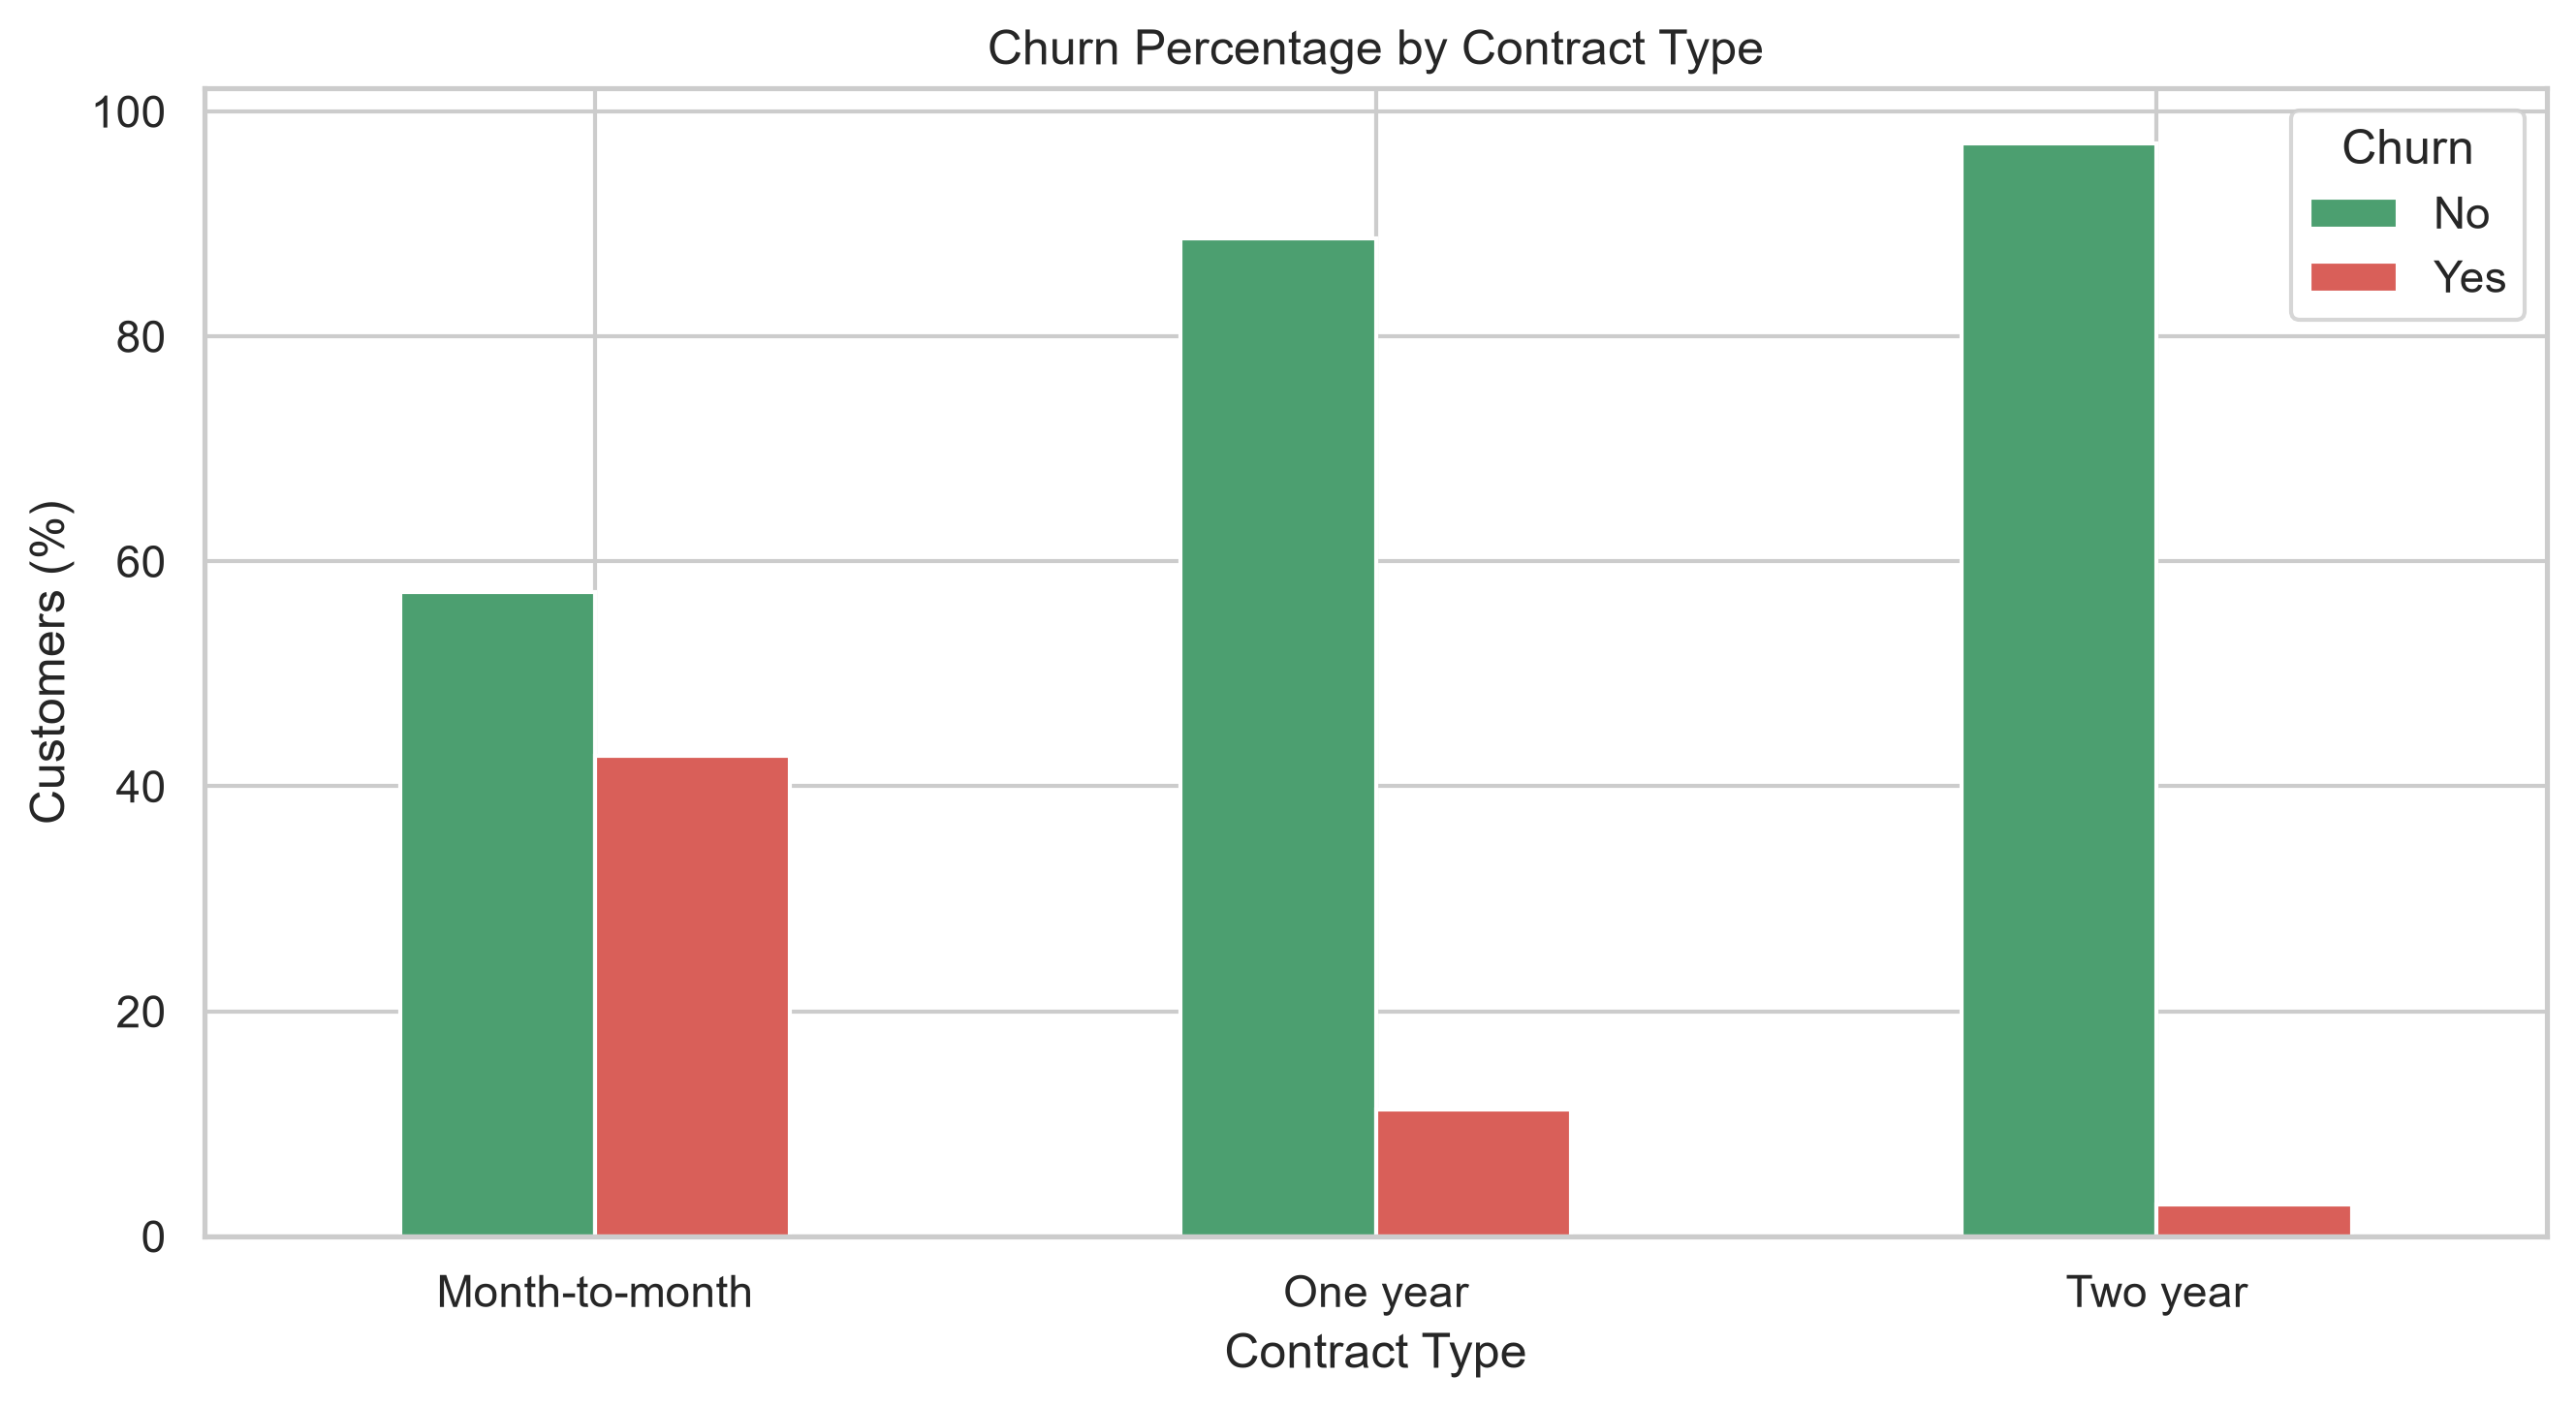 Churn Percentage by Contract Type
100
80
60
40
20
0
Customers (%)
Churn
No
Yes
Month-to-month
One year
Two year
Contract Type